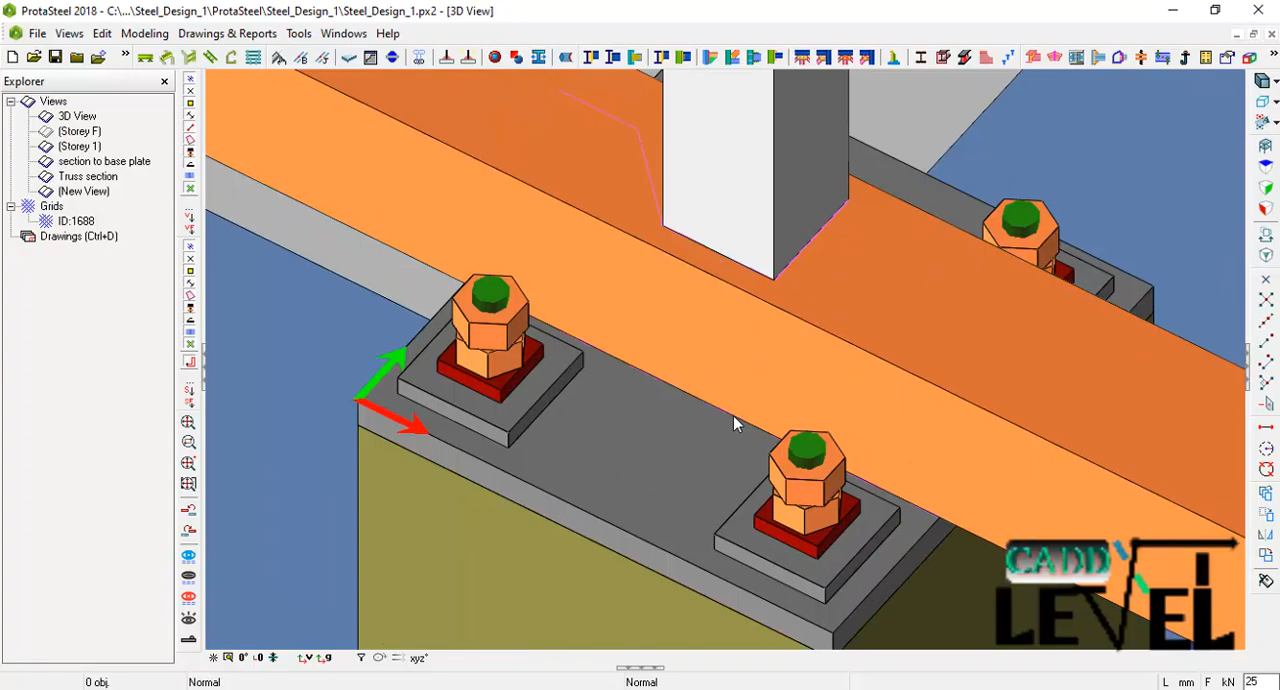 ProtaSteel 2018 - C:\...\Steel_Design_1\ProtaSteel\Steel_Design_1\Steel_Design_1.px2 - [3D View]
File Views Edit Modeling Drawings & Reports Tools Windows Help
Explorer
Views
3D View
(Storey F)
(Storey 1)
section to base plate
Truss section
(New View)
Grids
ID:1688
Drawings (Ctrl+D)
CADD
LEVEL
xyz
0 obj. Normal Normal L mm F kN 25